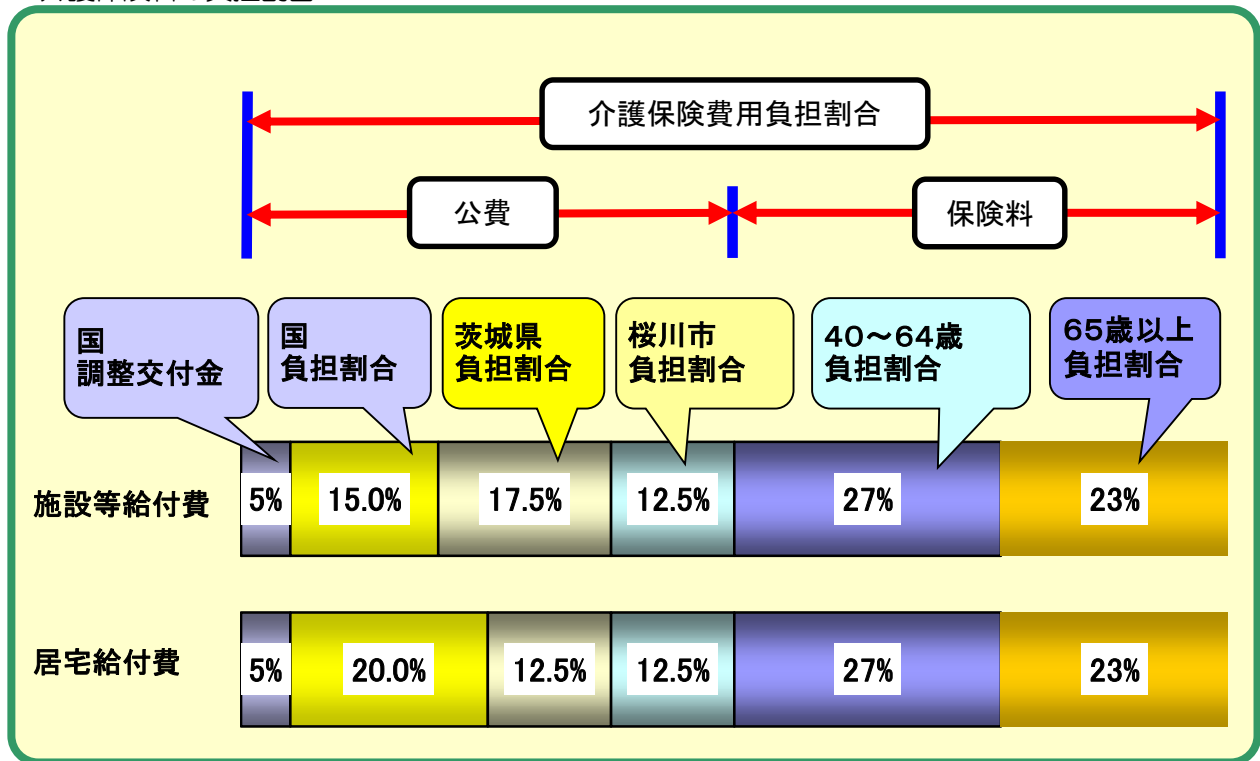 介護保険費用負担割合
公費
保険料
国
調整交付金
国
負担割合
茨城県
負担割合
桜川市
負担割合
40～64歳
負担割合
65歳以上
負担割合
施設等給付費
5%
15.0%
17.5%
12.5%
27%
23%
居宅給付費
5%
20.0%
12.5%
12.5%
27%
23%